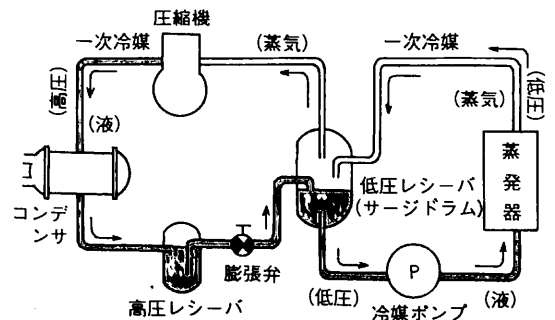 圧縮機
一次冷媒
(蒸気)
一次冷媒
(高圧)
(低圧)
(蒸気)
(液)
蒸発器
低圧レシーバ
(サージドラム)
コンデ
ンサ
膨張弁
P
高圧レシーバ
(低圧)
(液)
冷媒ポンプ